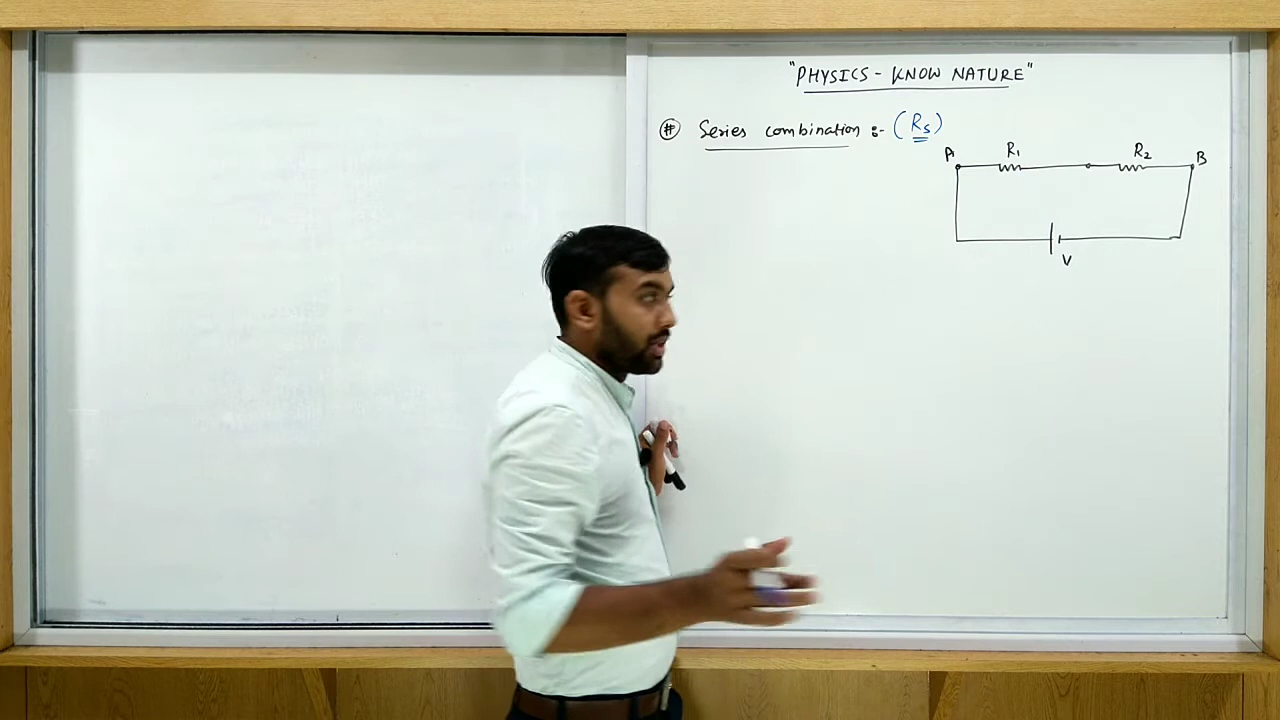 "PHYSICS - KNOW NATURE"
# Series combination :- (Rs)
A R1 R2 B
V